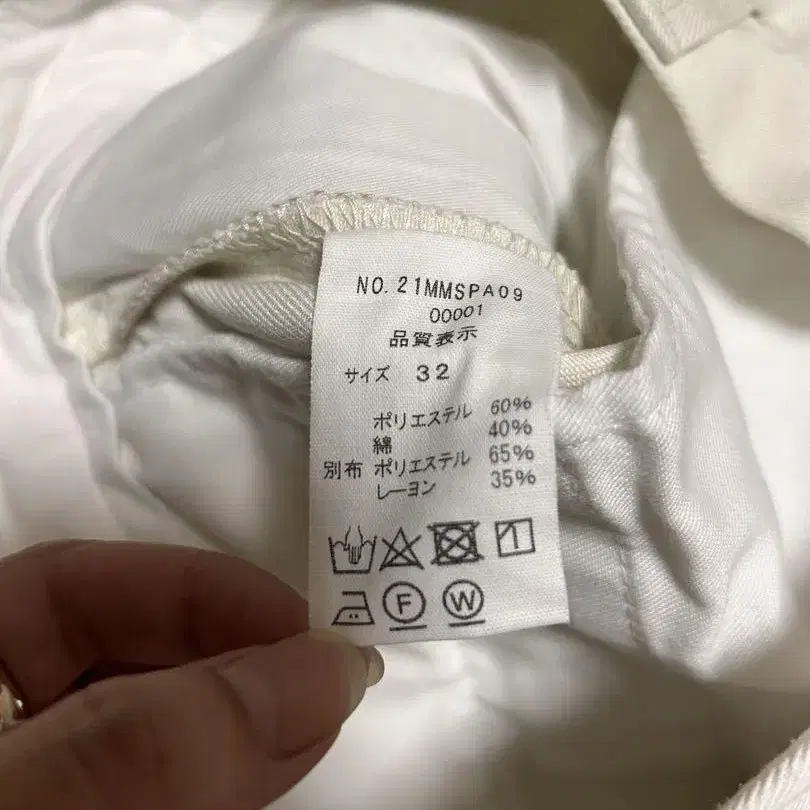 NO. 21MMSPA09
00001
品質表示
サイズ 32
ポリエステル 60%
綿 40%
別布 ポリエステル 65%
レーヨン 35%
F W